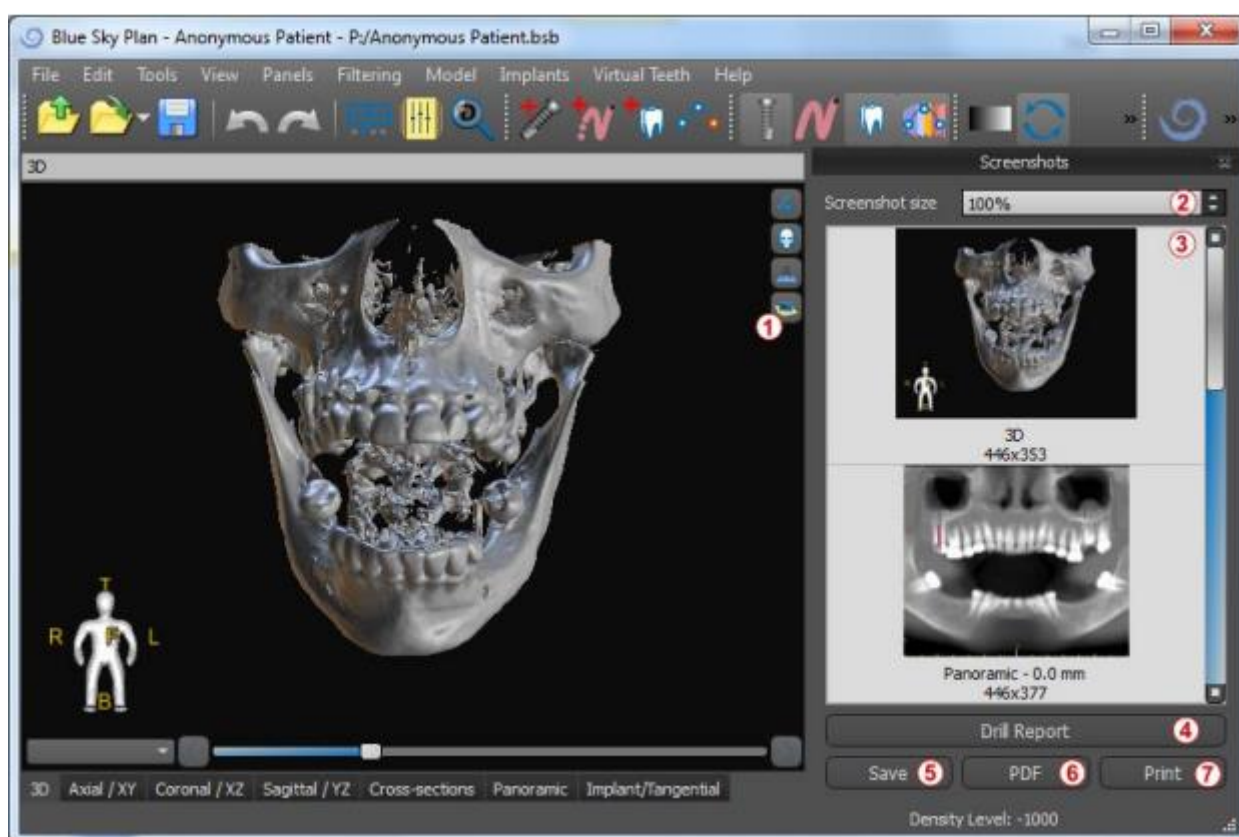 Blue Sky Plan - Anonymous Patient - P:/Anonymous Patient.bsb
File Edit Tools View Panels Filtering Model Implants Virtual Teeth Help
3D
Screenshots
Screenshot size 100% 2
3
1
3D
446x353
T
R F L
B
Panoramic - 0.0 mm
446x377
Drill Report 4
Save 5 PDF 6 Print 7
3D Axial / XY Coronal / XZ Sagittal / YZ Cross-sections Panoramic Implant/Tangential
Density Level: -1000